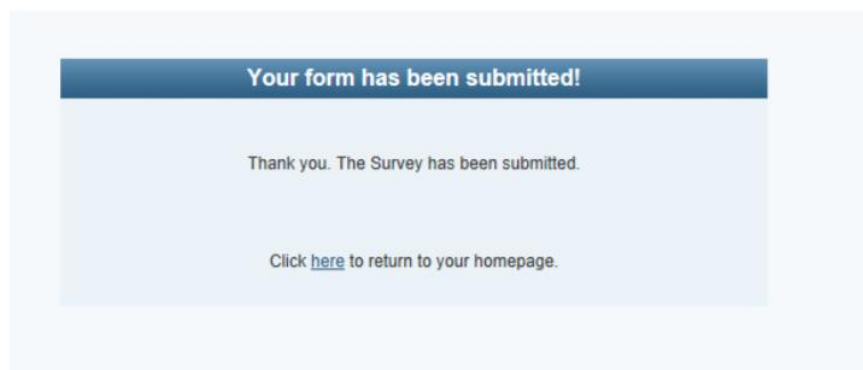 Your form has been submitted!
Thank you. The Survey has been submitted.
Click here to return to your homepage.